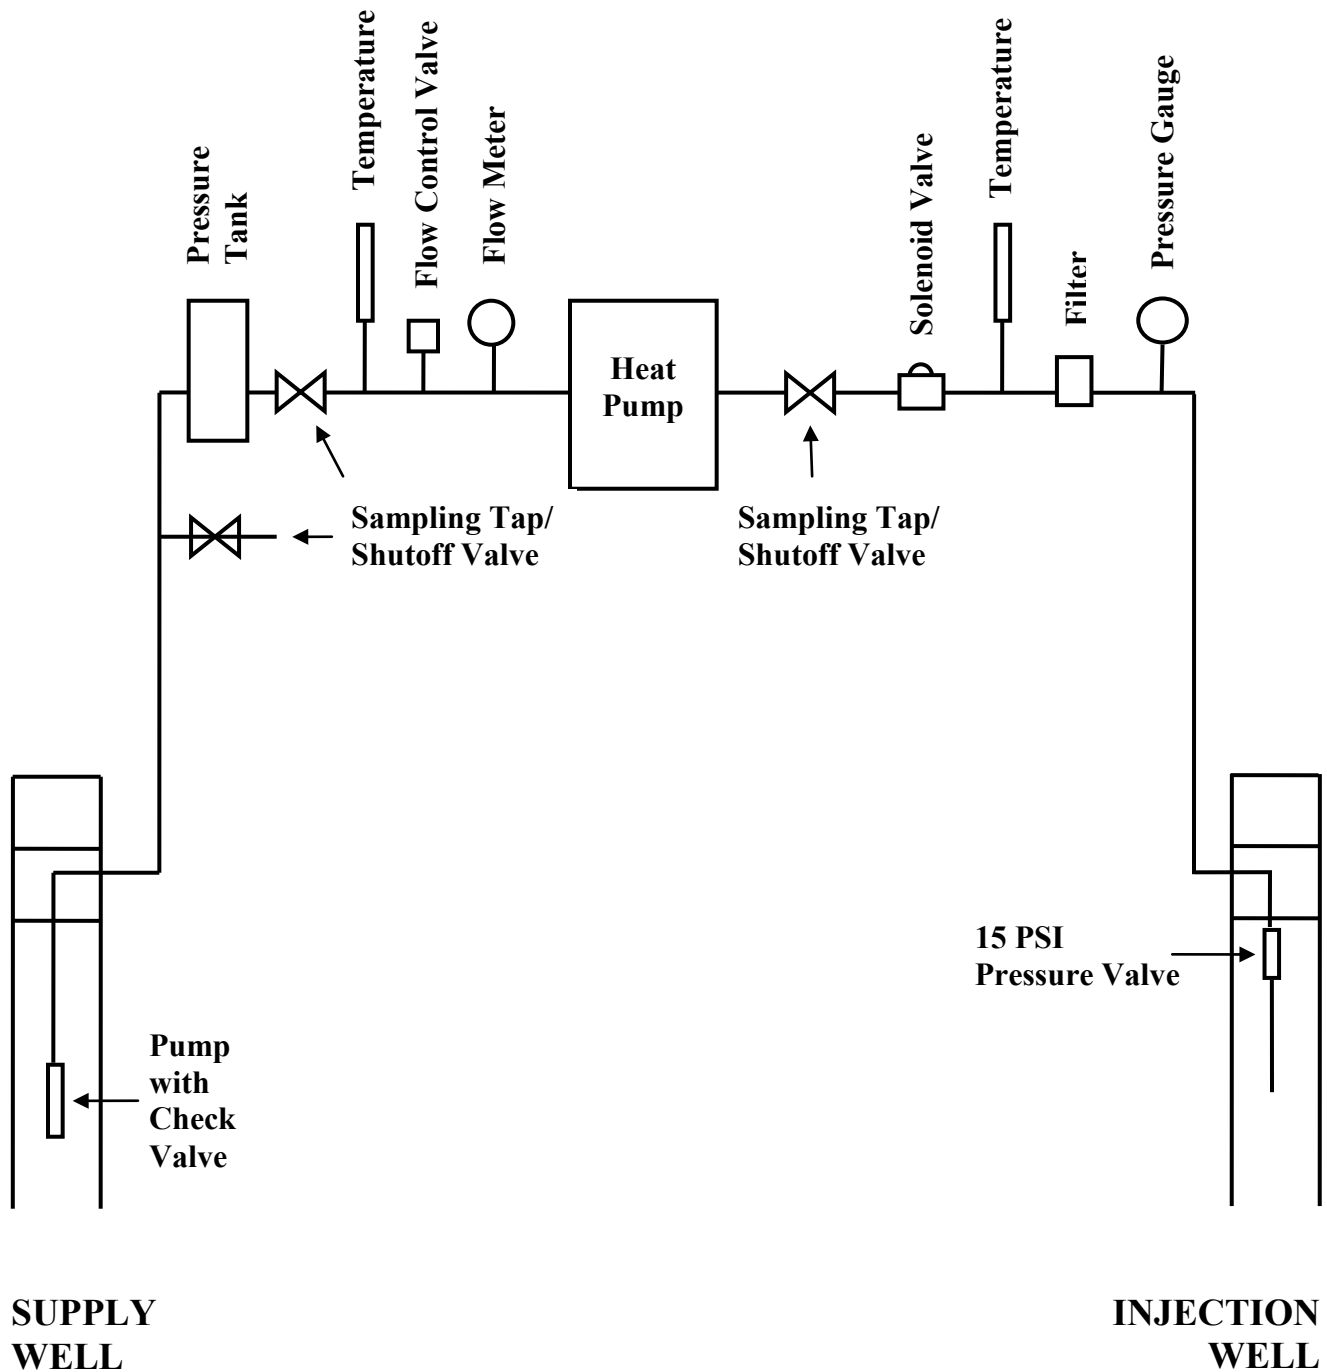 Pressure
Tank
Temperature
Flow Control Valve
Flow Meter
Solenoid Valve
Temperature
Filter
Pressure Gauge
Heat
Pump
Sampling Tap/
Shutoff Valve
Sampling Tap/
Shutoff Valve
15 PSI
Pressure Valve
Pump
with
Check
Valve
SUPPLY
WELL
INJECTION
WELL